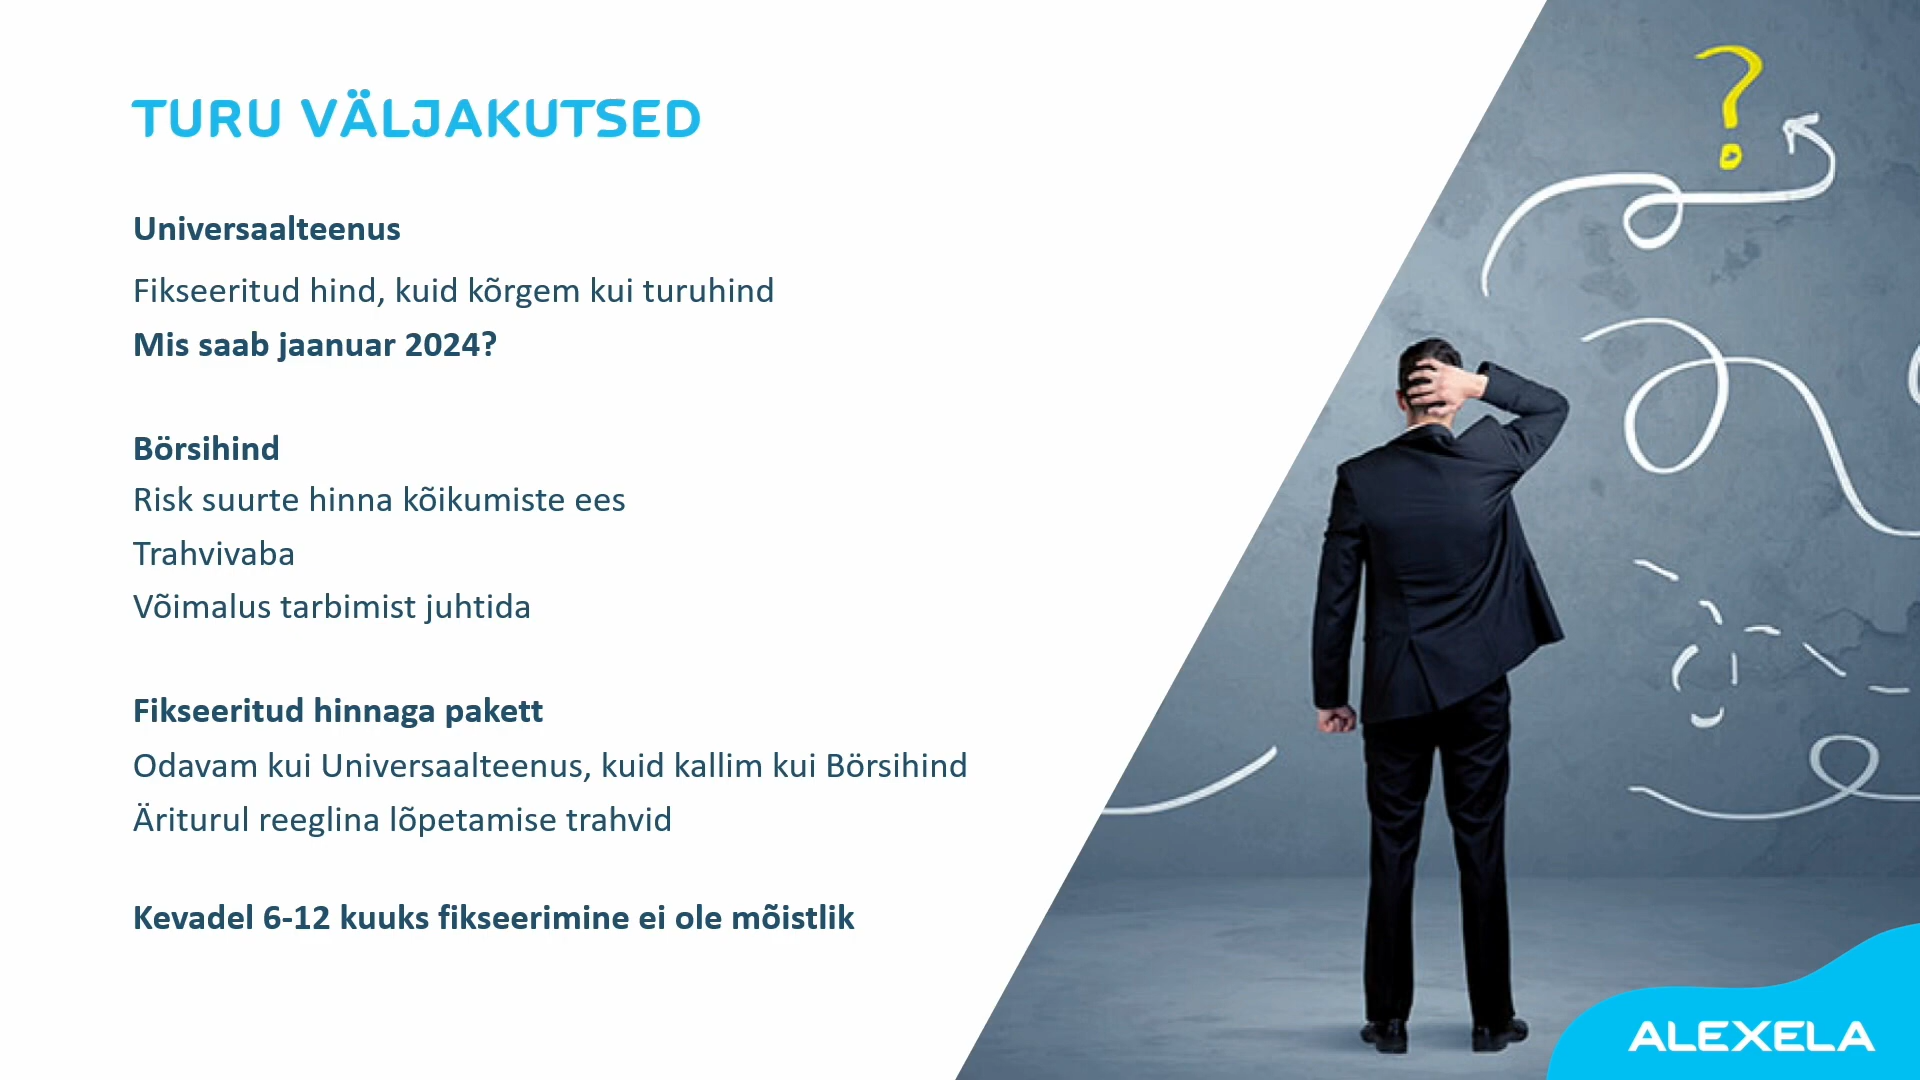 TURU VÄLJAKUTSED
Universaalteenus
Fikseeritud hind, kuid kõrgem kui turuhind
Mis saab jaanuar 2024?
Börsihind
Risk suurte hinna kõikumiste ees
Trahvivaba
Võimalus tarbimist juhtida
Fikseeritud hinnaga pakett
Odavam kui Universaalteenus, kuid kallim kui Börsihind
Äriturul reeglina lõpetamise trahvid
Kevadel 6-12 kuuks fikseerimine ei ole mõistlik
?
ALEXELA